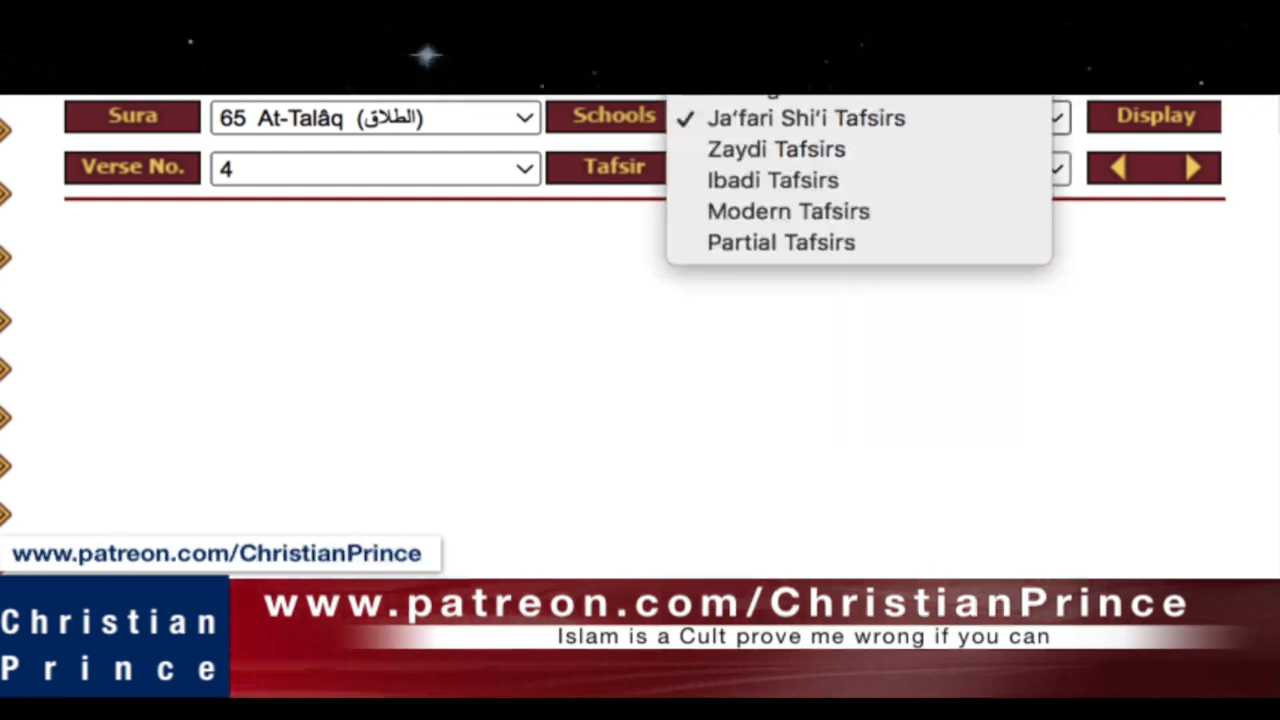 Sura
65 At-Talâq (الطلاق)
Schools
✓ Ja‘fari Shi‘i Tafsirs
Display
Verse No.
4
Tafsir
Zaydi Tafsirs
Ibadi Tafsirs
Modern Tafsirs
Partial Tafsirs
www.patreon.com/ChristianPrince
www.patreon.com/ChristianPrince
Islam is a Cult prove me wrong if you can
Christian
Prince